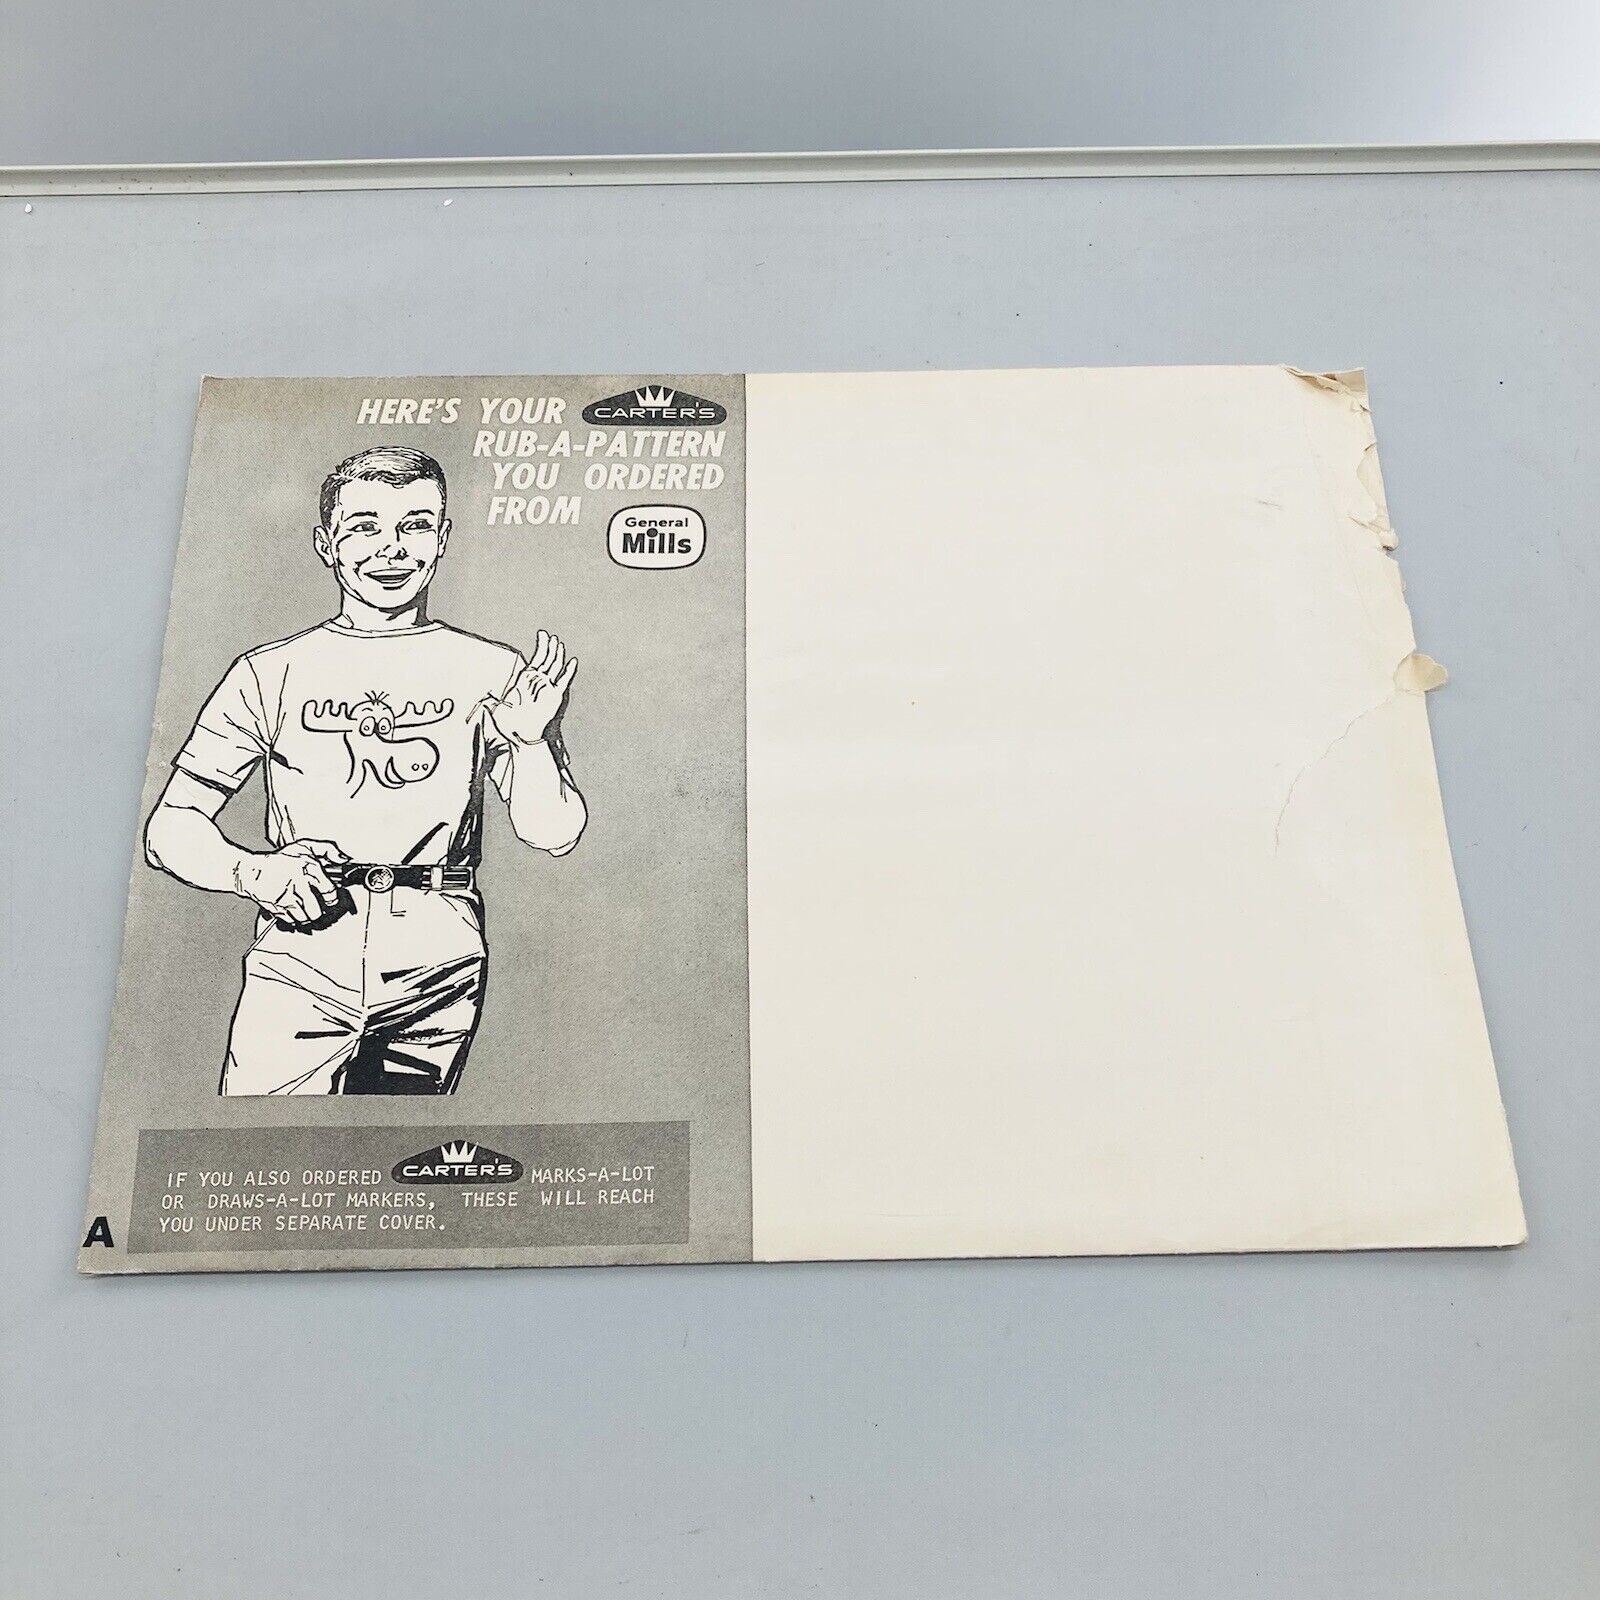 HERE'S YOUR CARTER'S
RUB-A-PATTERN
YOU ORDERED
FROM General Mills
IF YOU ALSO ORDERED CARTER'S MARKS-A-LOT
OR DRAWS-A-LOT MARKERS, THESE WILL REACH
YOU UNDER SEPARATE COVER.
A